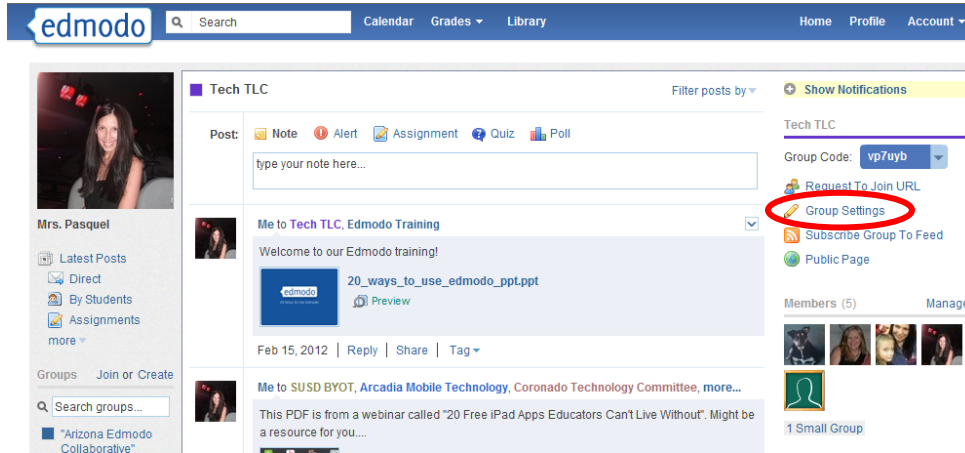 edmodo
Search
Calendar Grades Library
Home Profile Account
Mrs. Pasquel
Latest Posts
Direct
By Students
Assignments
more
Groups Join or Create
Search groups...
"Arizona Edmodo
Collaborative"
Tech TLC
Filter posts by
Post: Note Alert Assignment Quiz Poll
type your note here...
Me to Tech TLC, Edmodo Training
Welcome to our Edmodo training!
edmodo
20_ways_to_use_edmodo_ppt.ppt
Preview
Feb 15, 2012 | Reply | Share | Tag
Me to SUSD BYOT, Arcadia Mobile Technology, Coronado Technology Committee, more...
This PDF is from a webinar called "20 Free iPad Apps Educators Can't Live Without". Might be
a resource for you....
Show Notifications
Tech TLC
Group Code: vp7uyb
Request To Join URL
Group Settings
Subscribe Group To Feed
Public Page
Members (5) Manage
1 Small Group